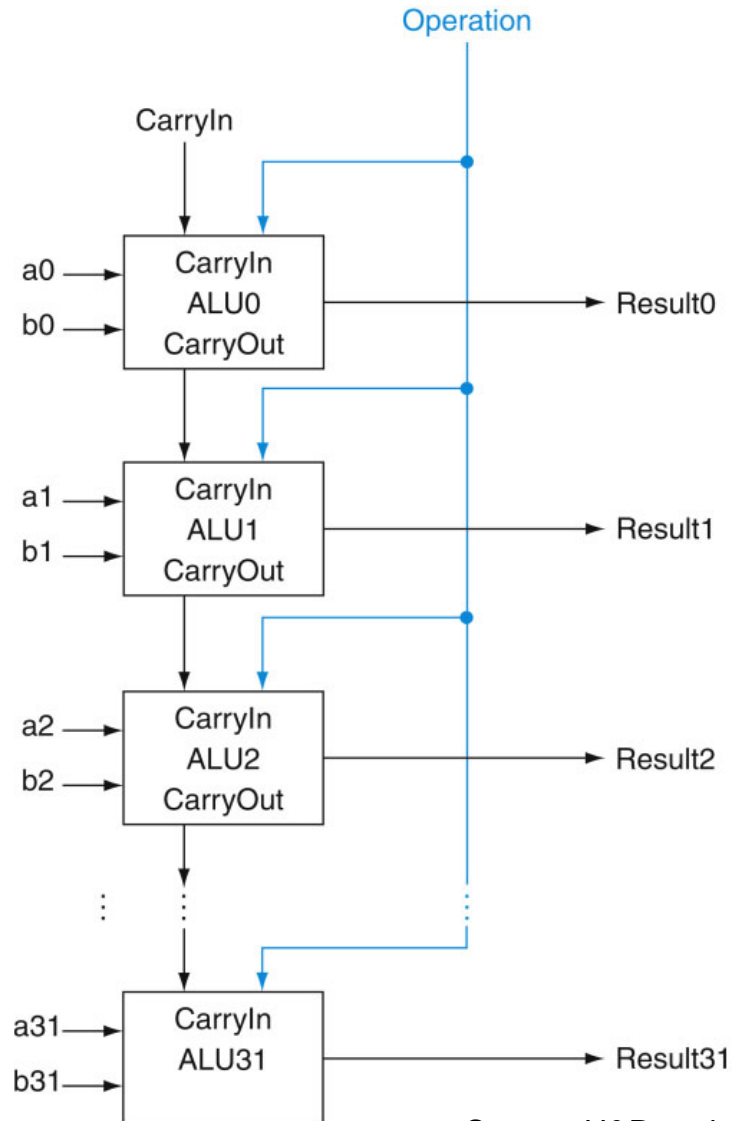 Operation
CarryIn
a0
b0
CarryIn
ALU0
CarryOut
Result0
a1
b1
CarryIn
ALU1
CarryOut
Result1
a2
b2
CarryIn
ALU2
CarryOut
Result2
a31
b31
CarryIn
ALU31
Result31